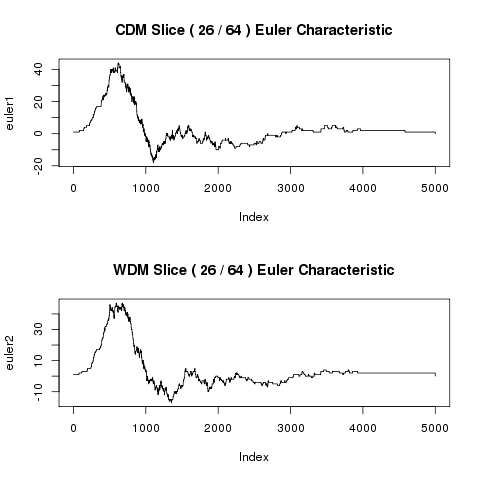 CDM Slice ( 26 / 64 ) Euler Characteristic
euler1
40
20
0
-20
0 1000 2000 3000 4000 5000
Index
WDM Slice ( 26 / 64 ) Euler Characteristic
euler2
30
10
-10
0 1000 2000 3000 4000 5000
Index